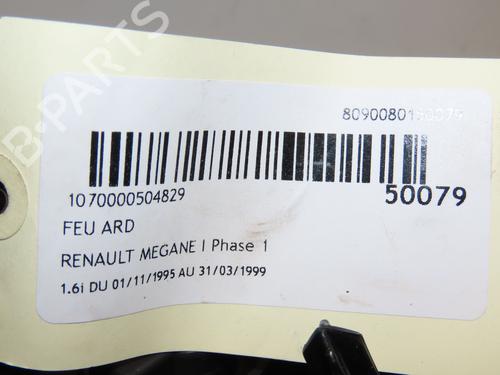 B-PARTS
8090080150079
1070000504829
50079
FEU ARD
RENAULT MEGANE I Phase 1
1.6i DU 01/11/1995 AU 31/03/1999